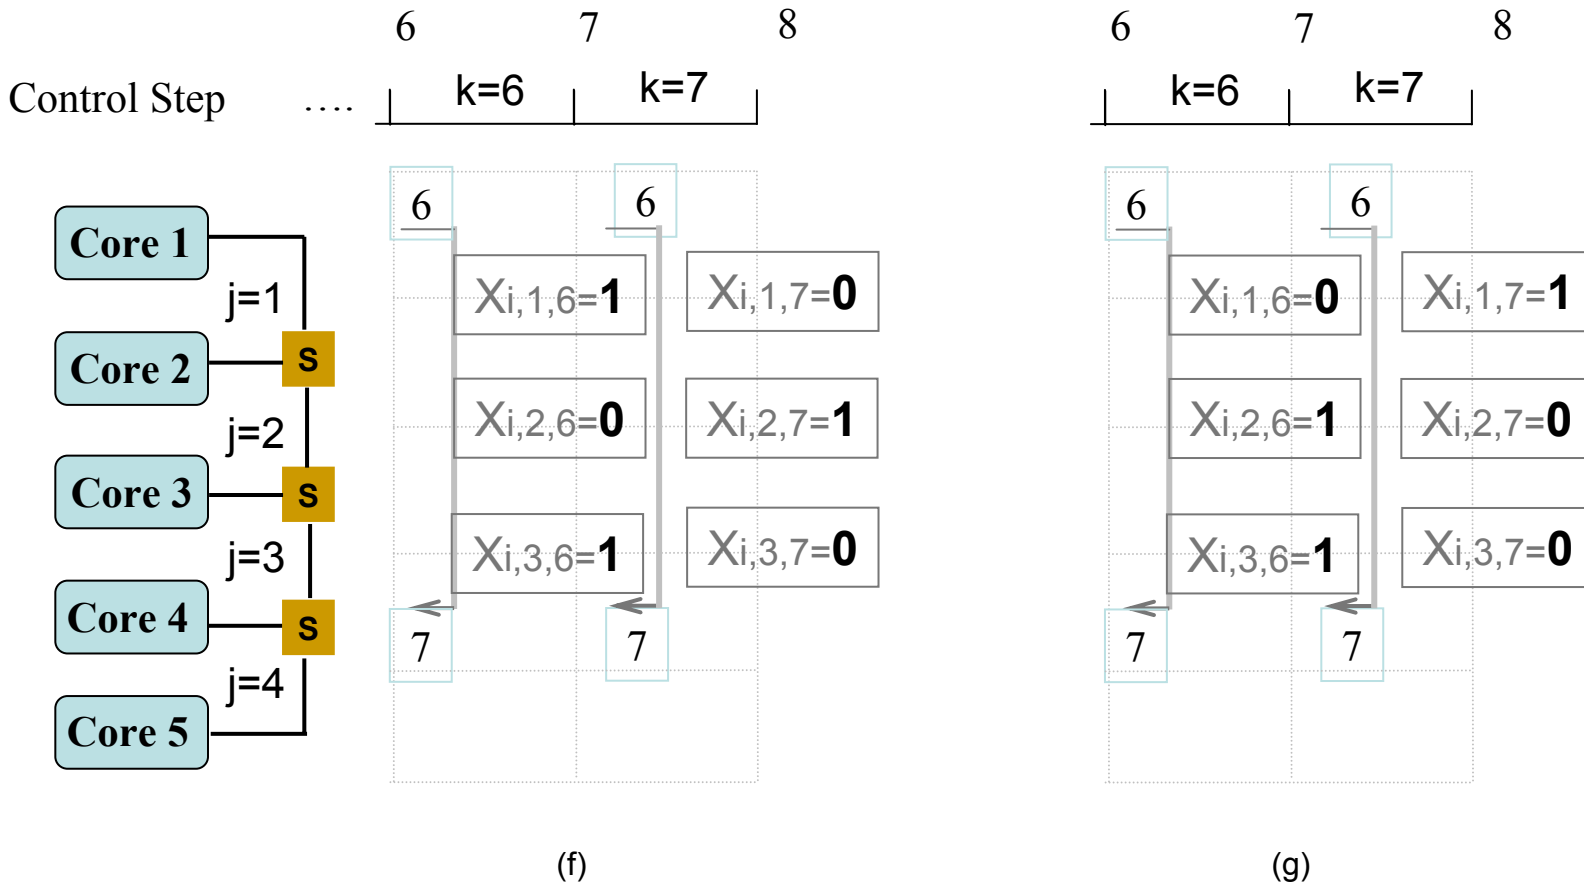 6 7 8 6 7 8
Control Step .... k=6 k=7 k=6 k=7
6 6 6 6
Core 1
j=1 Xi,1,6=1 Xi,1,7=0 Xi,1,6=0 Xi,1,7=1
Core 2 S
j=2 Xi,2,6=0 Xi,2,7=1 Xi,2,6=1 Xi,2,7=0
Core 3 S
j=3 Xi,3,6=1 Xi,3,7=0 Xi,3,6=1 Xi,3,7=0
Core 4 S
7 7 7 7
j=4
Core 5
(f) (g)